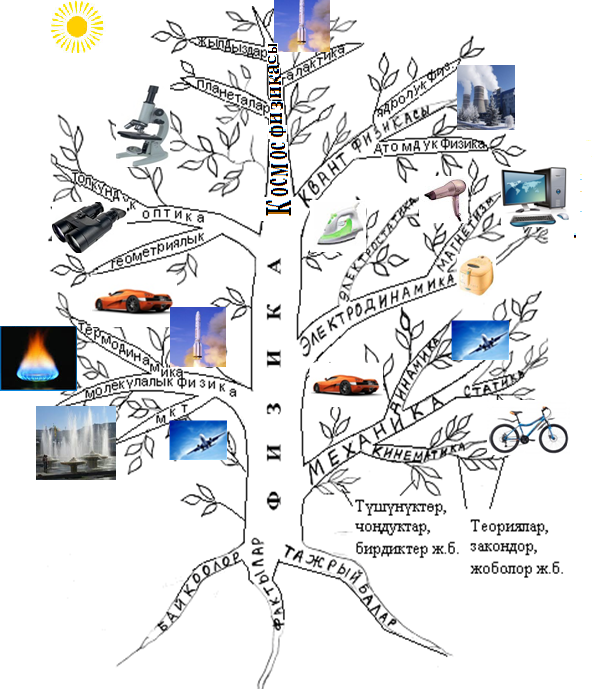 жылдыздар
галактика
планеталар
Космос физикасы
ядролук физ.
КВАНТ ФИЗИКАСЫ
атомдук физика
толкундук
оптика
геометриялык
электростатика
магнетизм
ЭЛЕКТРОДИНАМИКА
термодинамика
молекулалык физика
мкт
ФИЗИКА
динамика
статика
МЕХАНИКА
кинематика
Түшүнүктөр,
чоңдуктар,
бирдиктер ж.б.
Теориялар,
закондор,
жоболор ж.б.
БАЙКООЛОР
ФАКТЫЛАР
ТАЖРЫЙБАЛАР